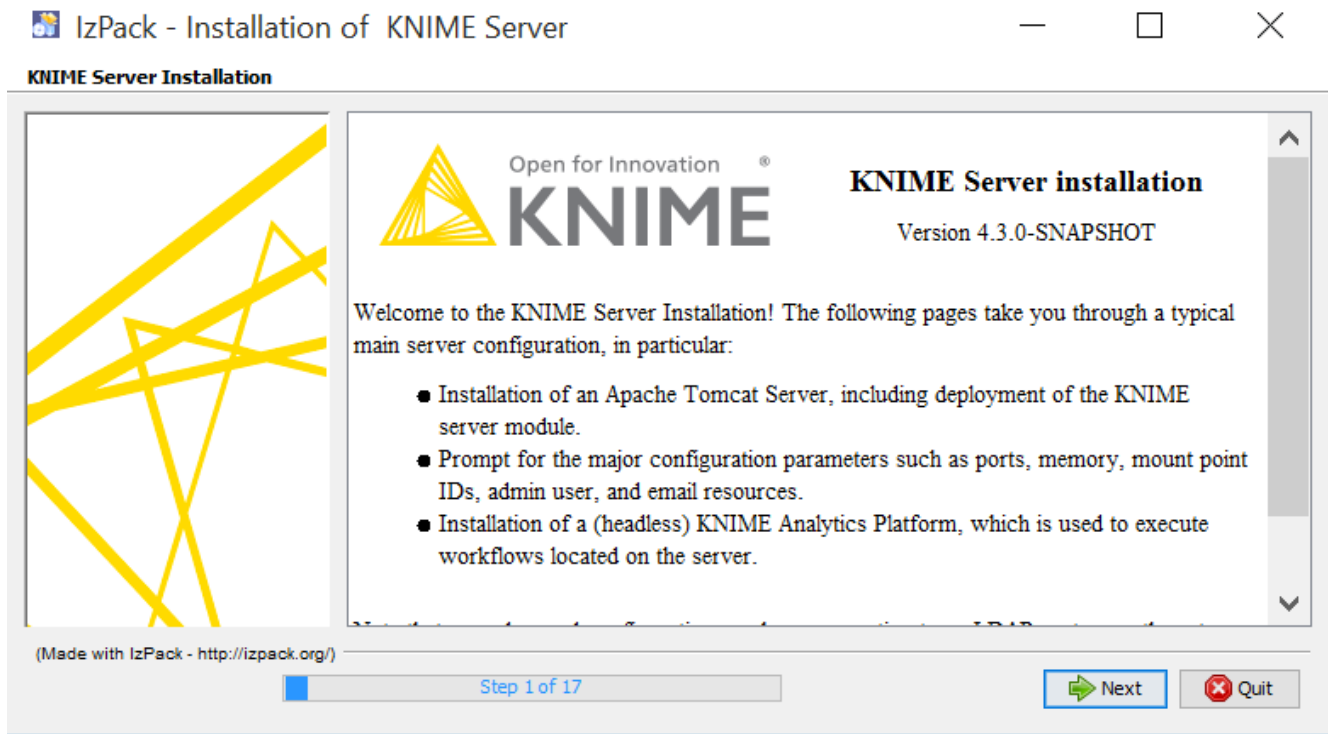 IzPack - Installation of  KNIME Server
KNIME Server Installation
Open for Innovation ®
KNIME
KNIME Server installation
Version 4.3.0-SNAPSHOT
Welcome to the KNIME Server Installation! The following pages take you through a typical
main server configuration, in particular:
● Installation of an Apache Tomcat Server, including deployment of the KNIME
server module.
● Prompt for the major configuration parameters such as ports, memory, mount point
IDs, admin user, and email resources.
● Installation of a (headless) KNIME Analytics Platform, which is used to execute
workflows located on the server.
(Made with IzPack - http://izpack.org/)
Step 1 of 17
Next
Quit